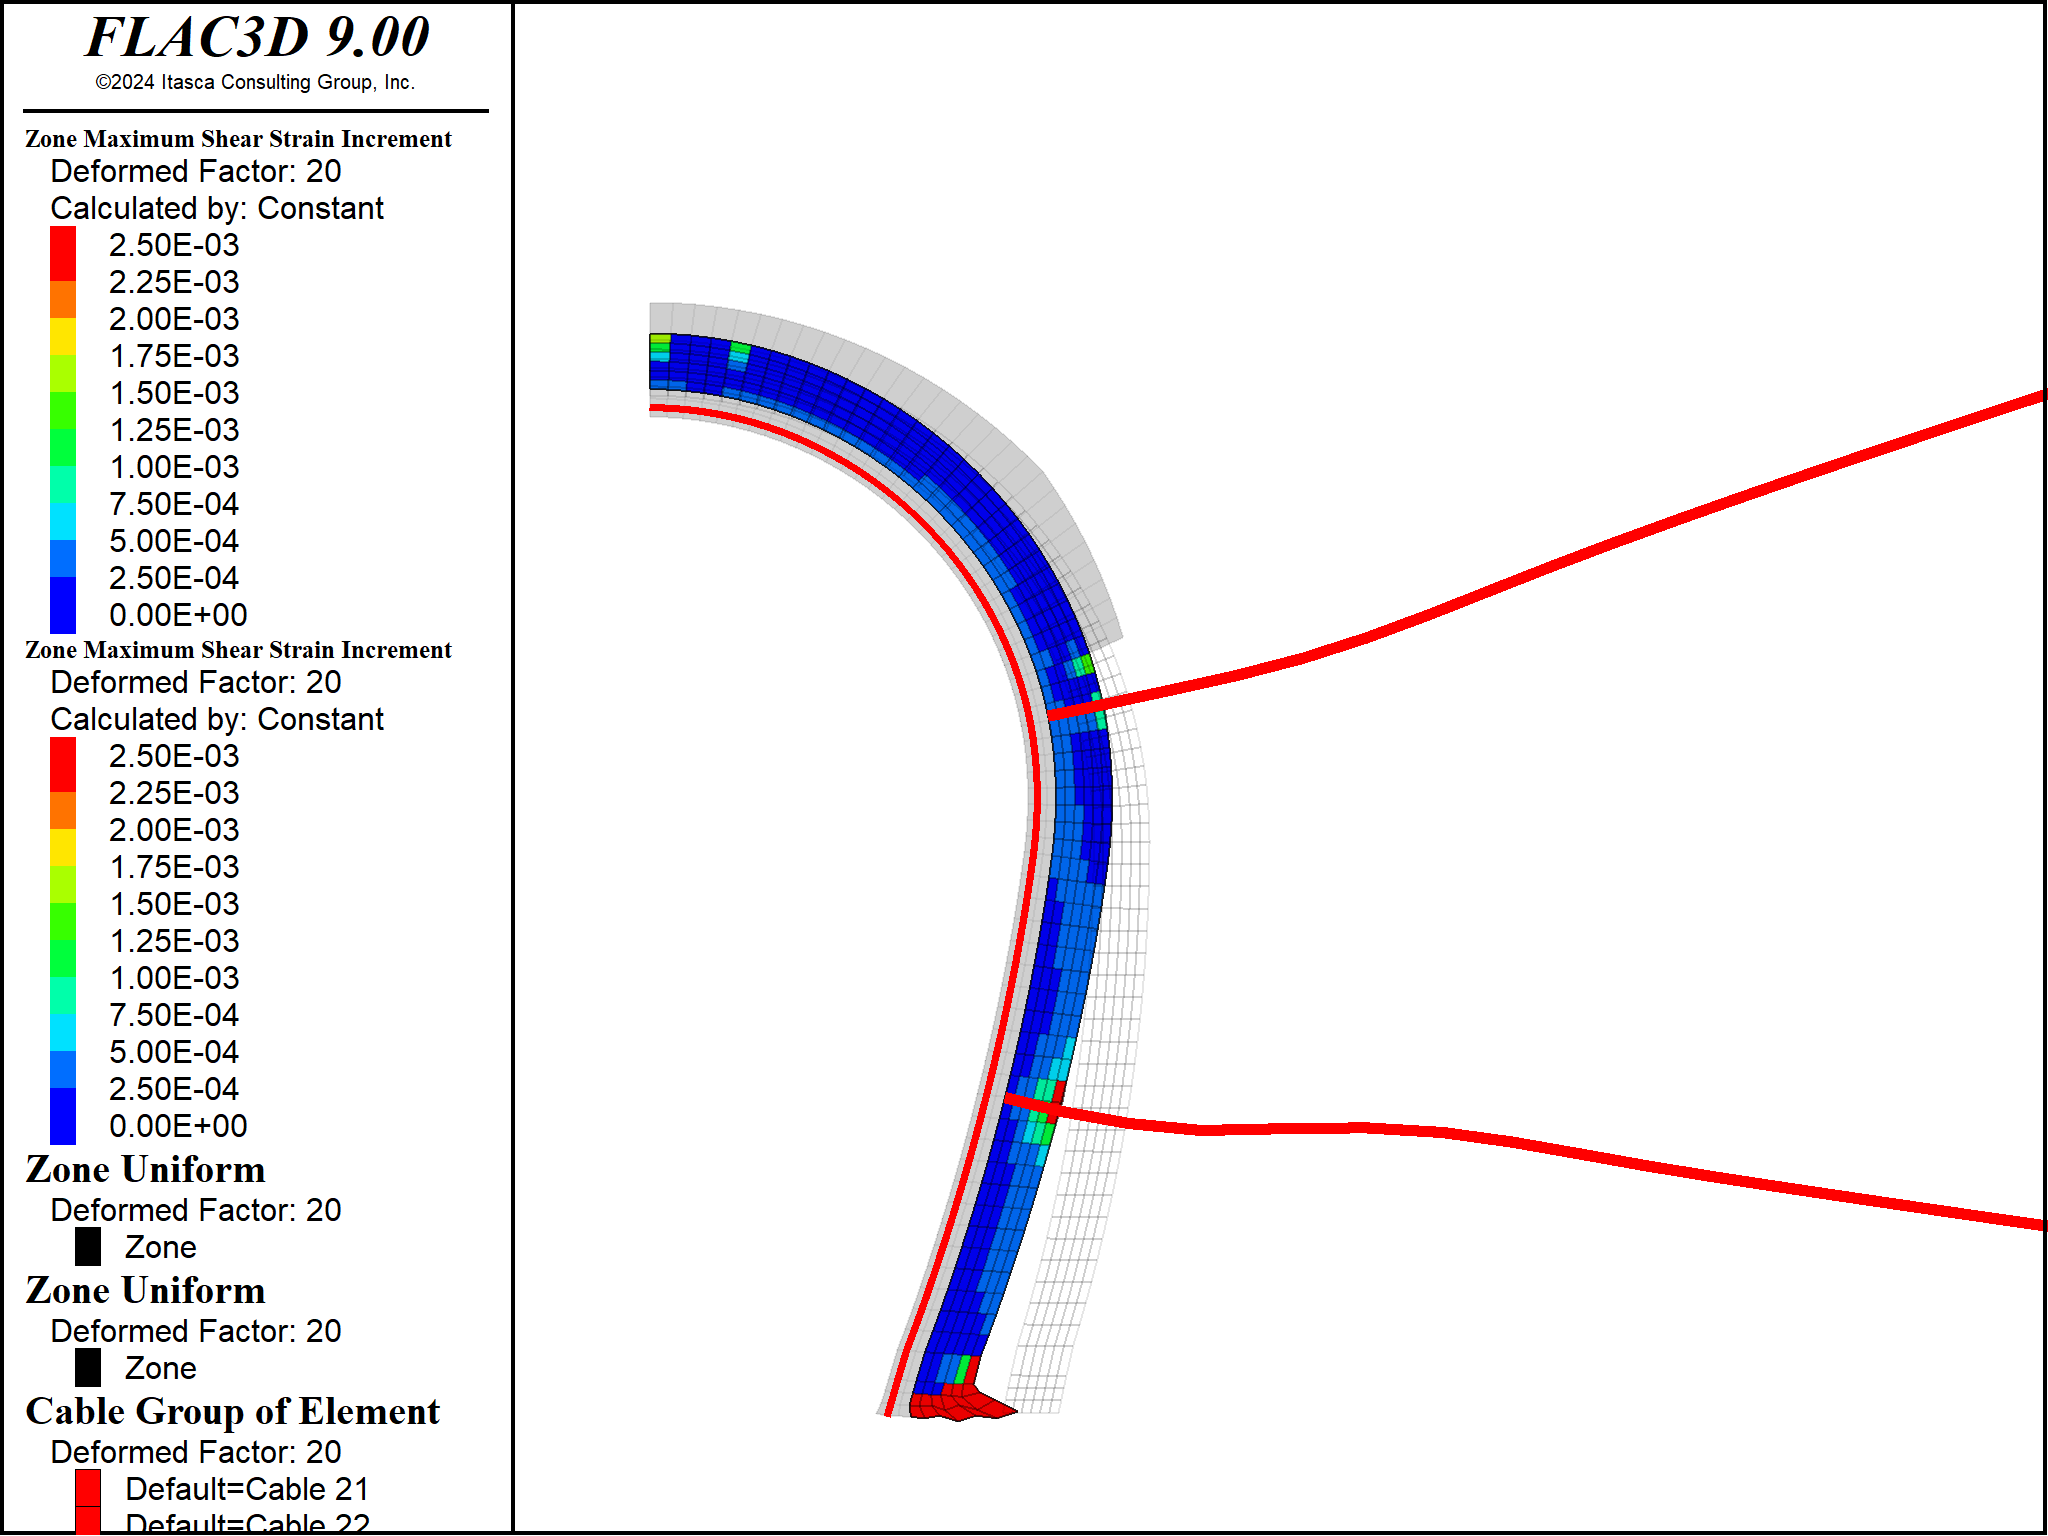 FLAC3D 9.00
©2024 Itasca Consulting Group, Inc.
Zone Maximum Shear Strain Increment
Deformed Factor: 20
Calculated by: Constant
2.50E-03
2.25E-03
2.00E-03
1.75E-03
1.50E-03
1.25E-03
1.00E-03
7.50E-04
5.00E-04
2.50E-04
0.00E+00
Zone Maximum Shear Strain Increment
Deformed Factor: 20
Calculated by: Constant
2.50E-03
2.25E-03
2.00E-03
1.75E-03
1.50E-03
1.25E-03
1.00E-03
7.50E-04
5.00E-04
2.50E-04
0.00E+00
Zone Uniform
Deformed Factor: 20
Zone
Zone Uniform
Deformed Factor: 20
Zone
Cable Group of Element
Deformed Factor: 20
Default=Cable 21
Default=Cable 22